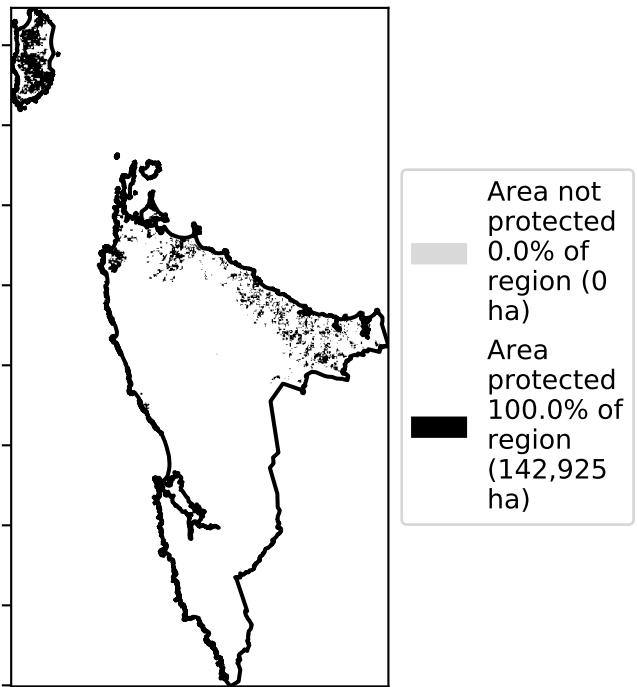 Area not
protected
0.0% of
region (0
ha)
Area
protected
100.0% of
region
(142,925
ha)